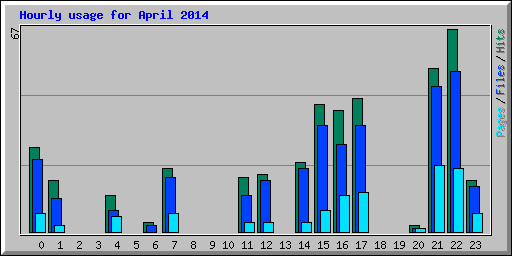 Hourly usage for April 2014
67
Pages/Files/Hits
0 1 2 3 4 5 6 7 8 9 10 11 12 13 14 15 16 17 18 19 20 21 22 23